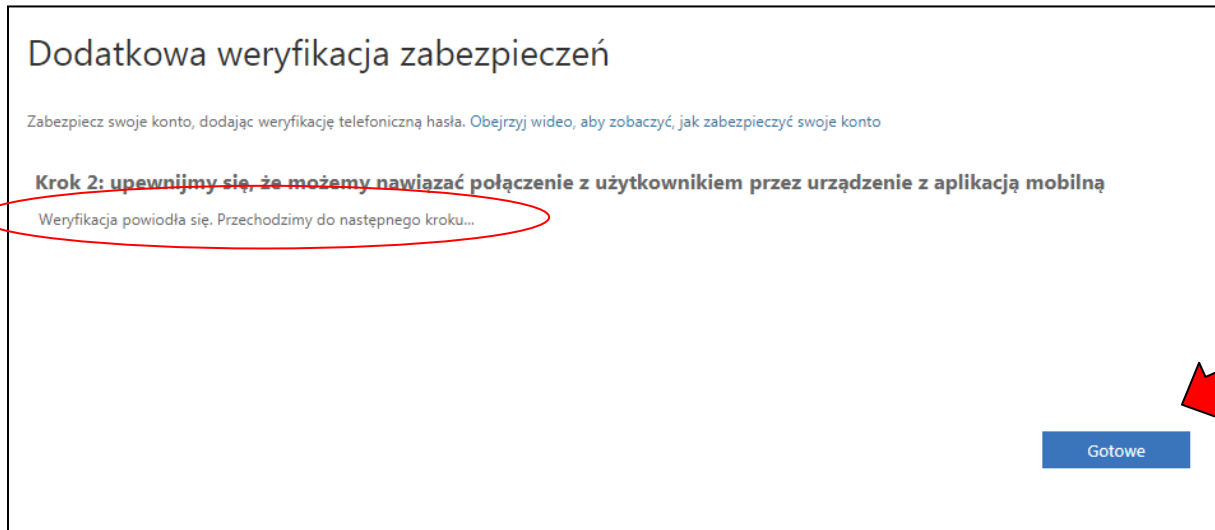 Dodatkowa weryfikacja zabezpieczeń
Zabezpiecz swoje konto, dodając weryfikację telefoniczną hasła. Obejrzyj wideo, aby zobaczyć, jak zabezpieczyć swoje konto
Krok 2: upewnijmy się, że możemy nawiązać połączenie z użytkownikiem przez urządzenie z aplikacją mobilną
Weryfikacja powiodła się. Przechodzimy do następnego kroku...
Gotowe